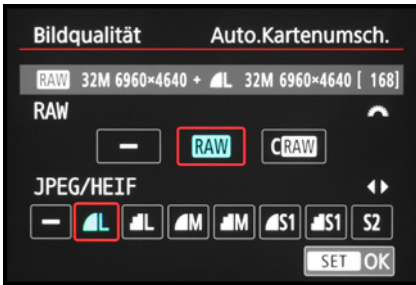 Bildqualität Auto.Kartenumsch.
RAW 32M 6960×4640 + L 32M 6960×4640 [ 168]
RAW
RAW CRAW
JPEG/HEIF
L L M M S1 S1 S2
SET OK